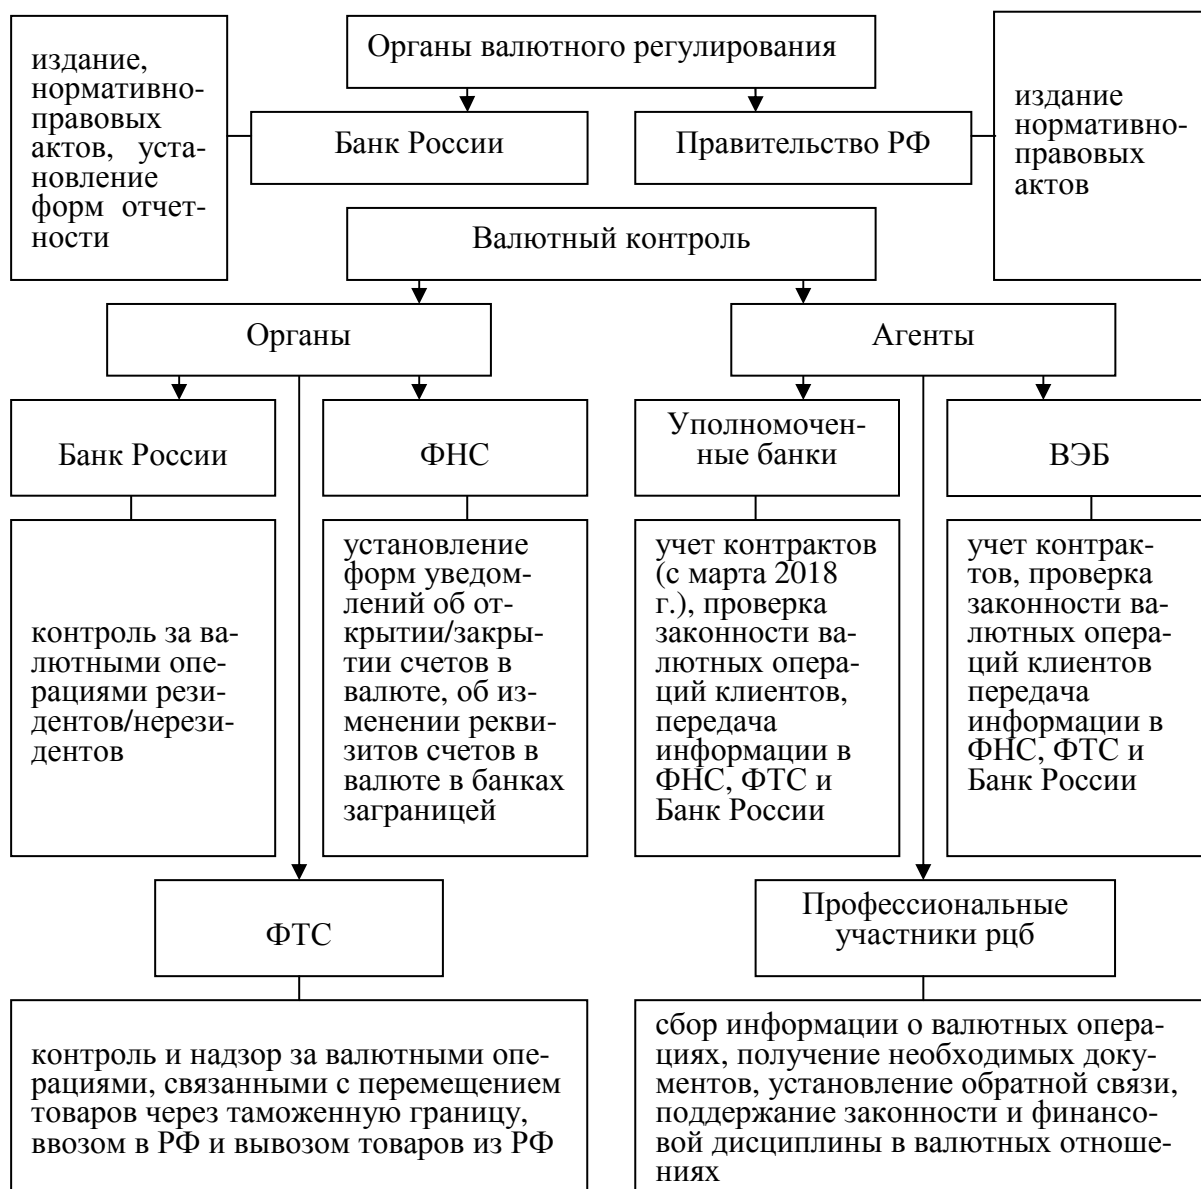 Органы валютного регулирования
издание,
нормативно-
правовых
актов, уста-
новление
форм отчет-
ности
Банк России
Правительство РФ
издание
нормативно-
правовых
актов
Валютный контроль
Органы
Агенты
Банк России
ФНС
Уполномочен-
ные банки
ВЭБ
контроль за ва-
лютными опе-
рациями рези-
дентов/нерези-
дентов
установление
форм уведом-
лений об от-
крытии/закры-
тии счетов в
валюте, об из-
менении рекви-
зитов счетов в
валюте в банках
заграницей
учет контрактов
(с марта 2018
г.), проверка
законности ва-
лютных опера-
ций клиентов,
передача
информации в
ФНС, ФТС и
Банк России
учет контрак-
тов, проверка
законности ва-
лютных опера-
ций клиентов
передача
информации в
ФНС, ФТС и
Банк России
ФТС
Профессиональные
участники рцб
контроль и надзор за валютными опе-
рациями, связанными с перемещением
товаров через таможенную границу,
ввозом в РФ и вывозом товаров из РФ
сбор информации о валютных опера-
циях, получение необходимых доку-
ментов, установление обратной связи,
поддержание законности и финансо-
вой дисциплины в валютных отноше-
ниях